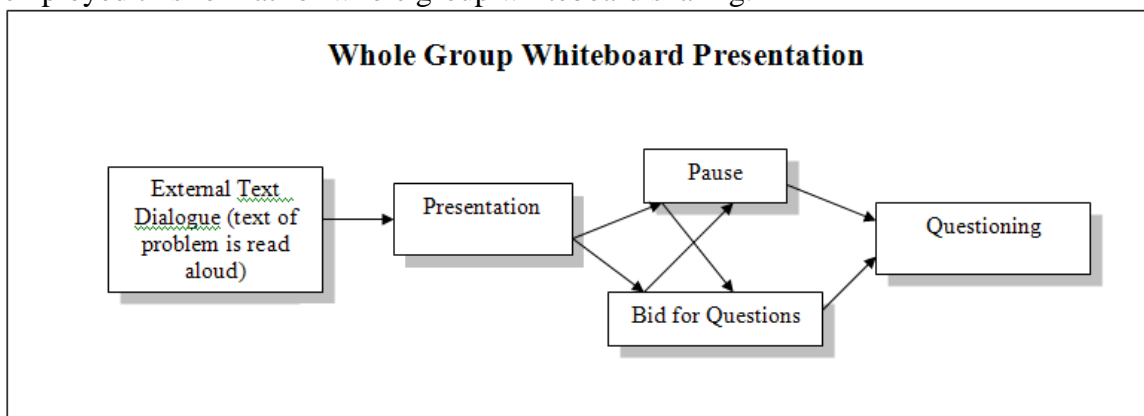 Whole Group Whiteboard Presentation
External Text
Dialogue (text of
problem is read
aloud)
Presentation
Pause
Bid for Questions
Questioning